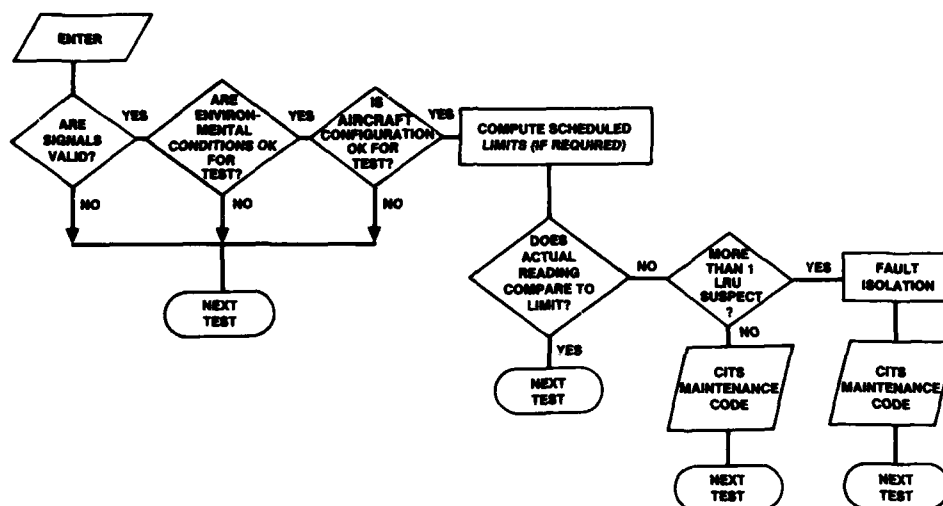 ENTER
ARE
SIGNALS
VALID?
YES
NO
ARE
ENVIRON-
MENTAL
CONDITIONS OK
FOR
TEST?
YES
NO
IS
AIRCRAFT
CONFIGURATION
OK FOR
TEST?
YES
NO
COMPUTE SCHEDULED
LIMITS (IF REQUIRED)
NEXT
TEST
DOES
ACTUAL
READING
COMPARE TO
LIMIT?
NO
YES
NEXT
TEST
MORE
THAN 1
LRU
SUSPECT
?
YES
NO
FAULT
ISOLATION
CITS
MAINTENANCE
CODE
NEXT
TEST
CITS
MAINTENANCE
CODE
NEXT
TEST